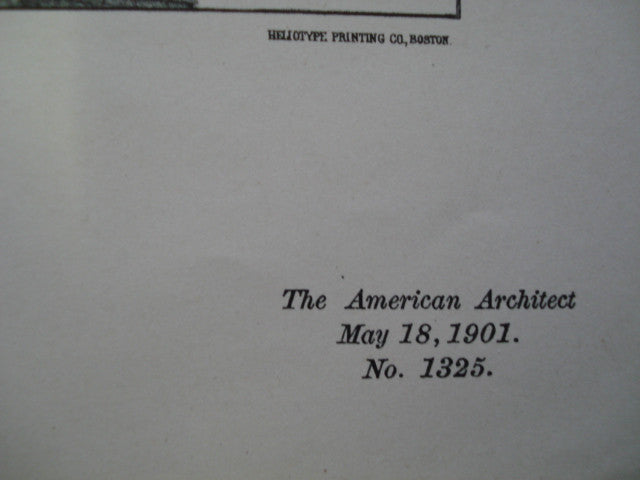 HELIOTYPE PRINTING CO., BOSTON.
The American Architect
May 18, 1901.
No. 1325.